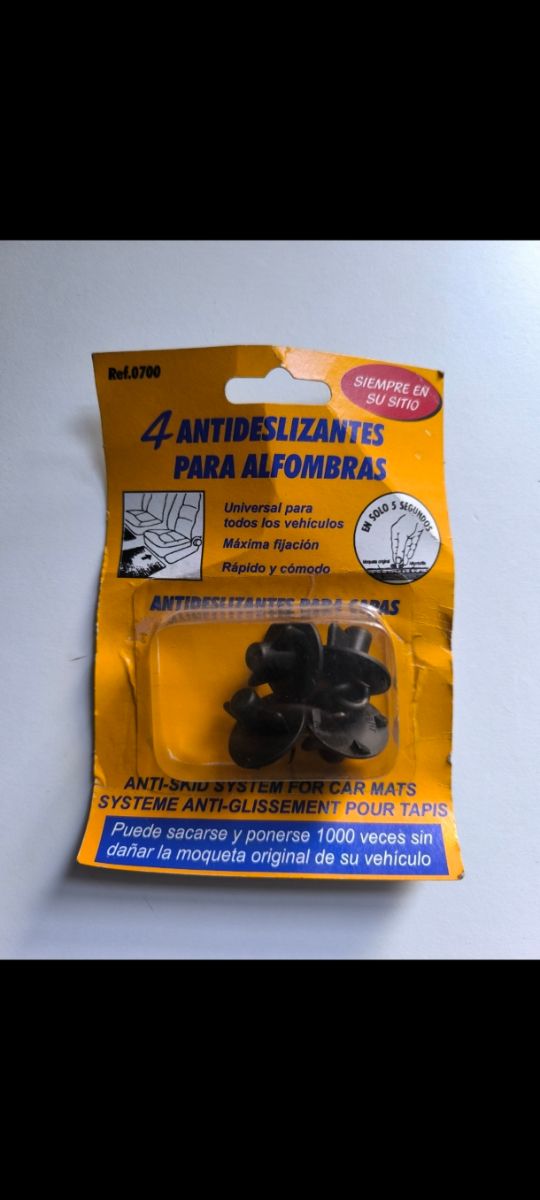 Ref.0700
SIEMPRE EN
SU SITIO
4 ANTIDESLIZANTES
PARA ALFOMBRAS
Universal para
todos los vehículos
Máxima fijación
Rápido y cómodo
EN SOLO 5 SEGUNDOS
Moqueta original
ANTIDESLIZANTES PARA CAPAS
ANTI-SKID SYSTEM FOR CAR MATS
SYSTEME ANTI-GLISSEMENT POUR TAPIS
Puede sacarse y ponerse 1000 veces sin
dañar la moqueta original de su vehículo